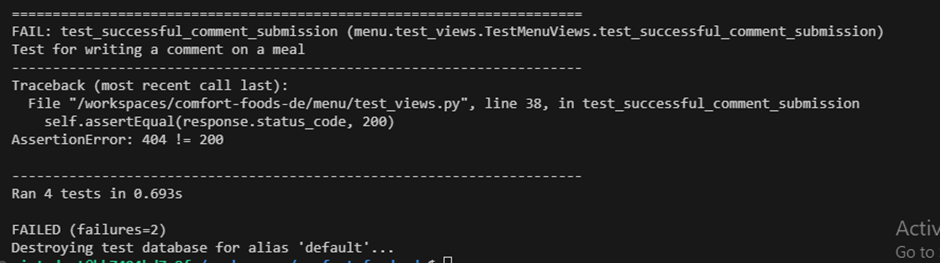 ======================================================================
FAIL: test_successful_comment_submission (menu.test_views.TestMenuViews.test_successful_comment_submission)
Test for writing a comment on a meal
----------------------------------------------------------------------
Traceback (most recent call last):
  File "/workspaces/comfort-foods-de/menu/test_views.py", line 38, in test_successful_comment_submission
    self.assertEqual(response.status_code, 200)
AssertionError: 404 != 200

----------------------------------------------------------------------
Ran 4 tests in 0.693s

FAILED (failures=2)
Destroying test database for alias 'default'...
Activ
Go to